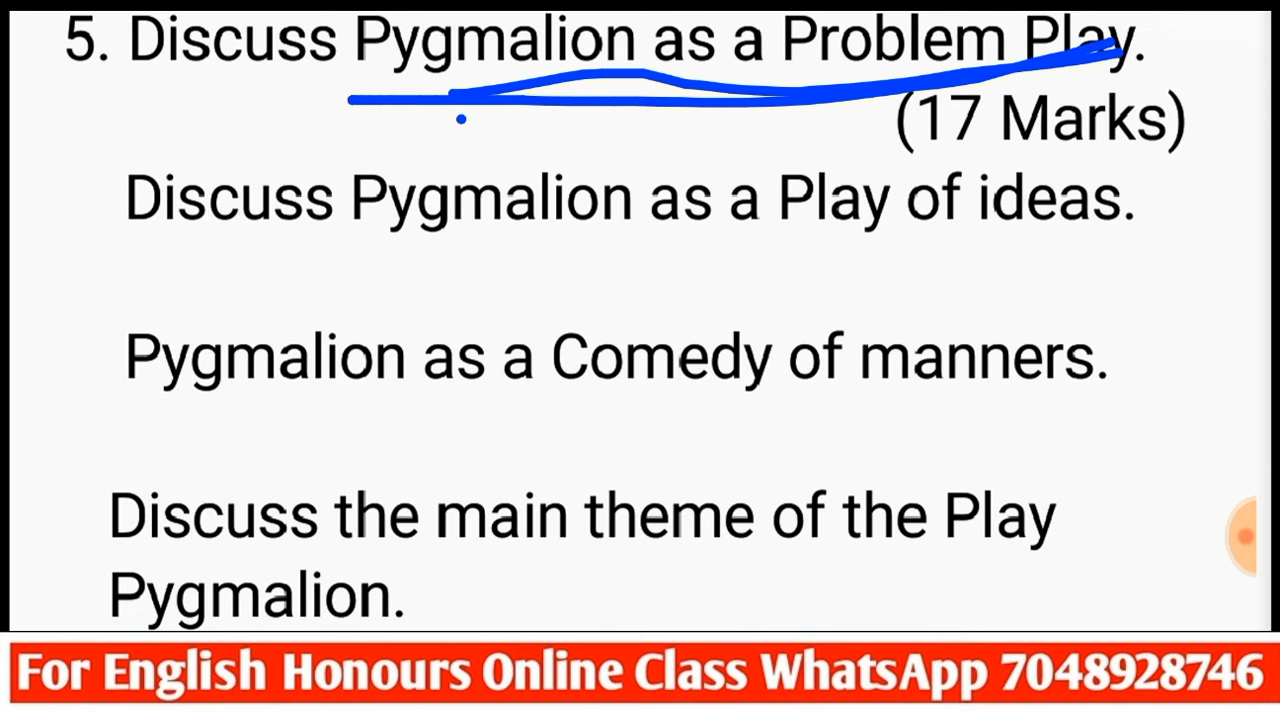 5. Discuss Pygmalion as a Problem Play.
(17 Marks)
Discuss Pygmalion as a Play of ideas.
Pygmalion as a Comedy of manners.
Discuss the main theme of the Play
Pygmalion.
For English Honours Online Class WhatsApp 7048928746